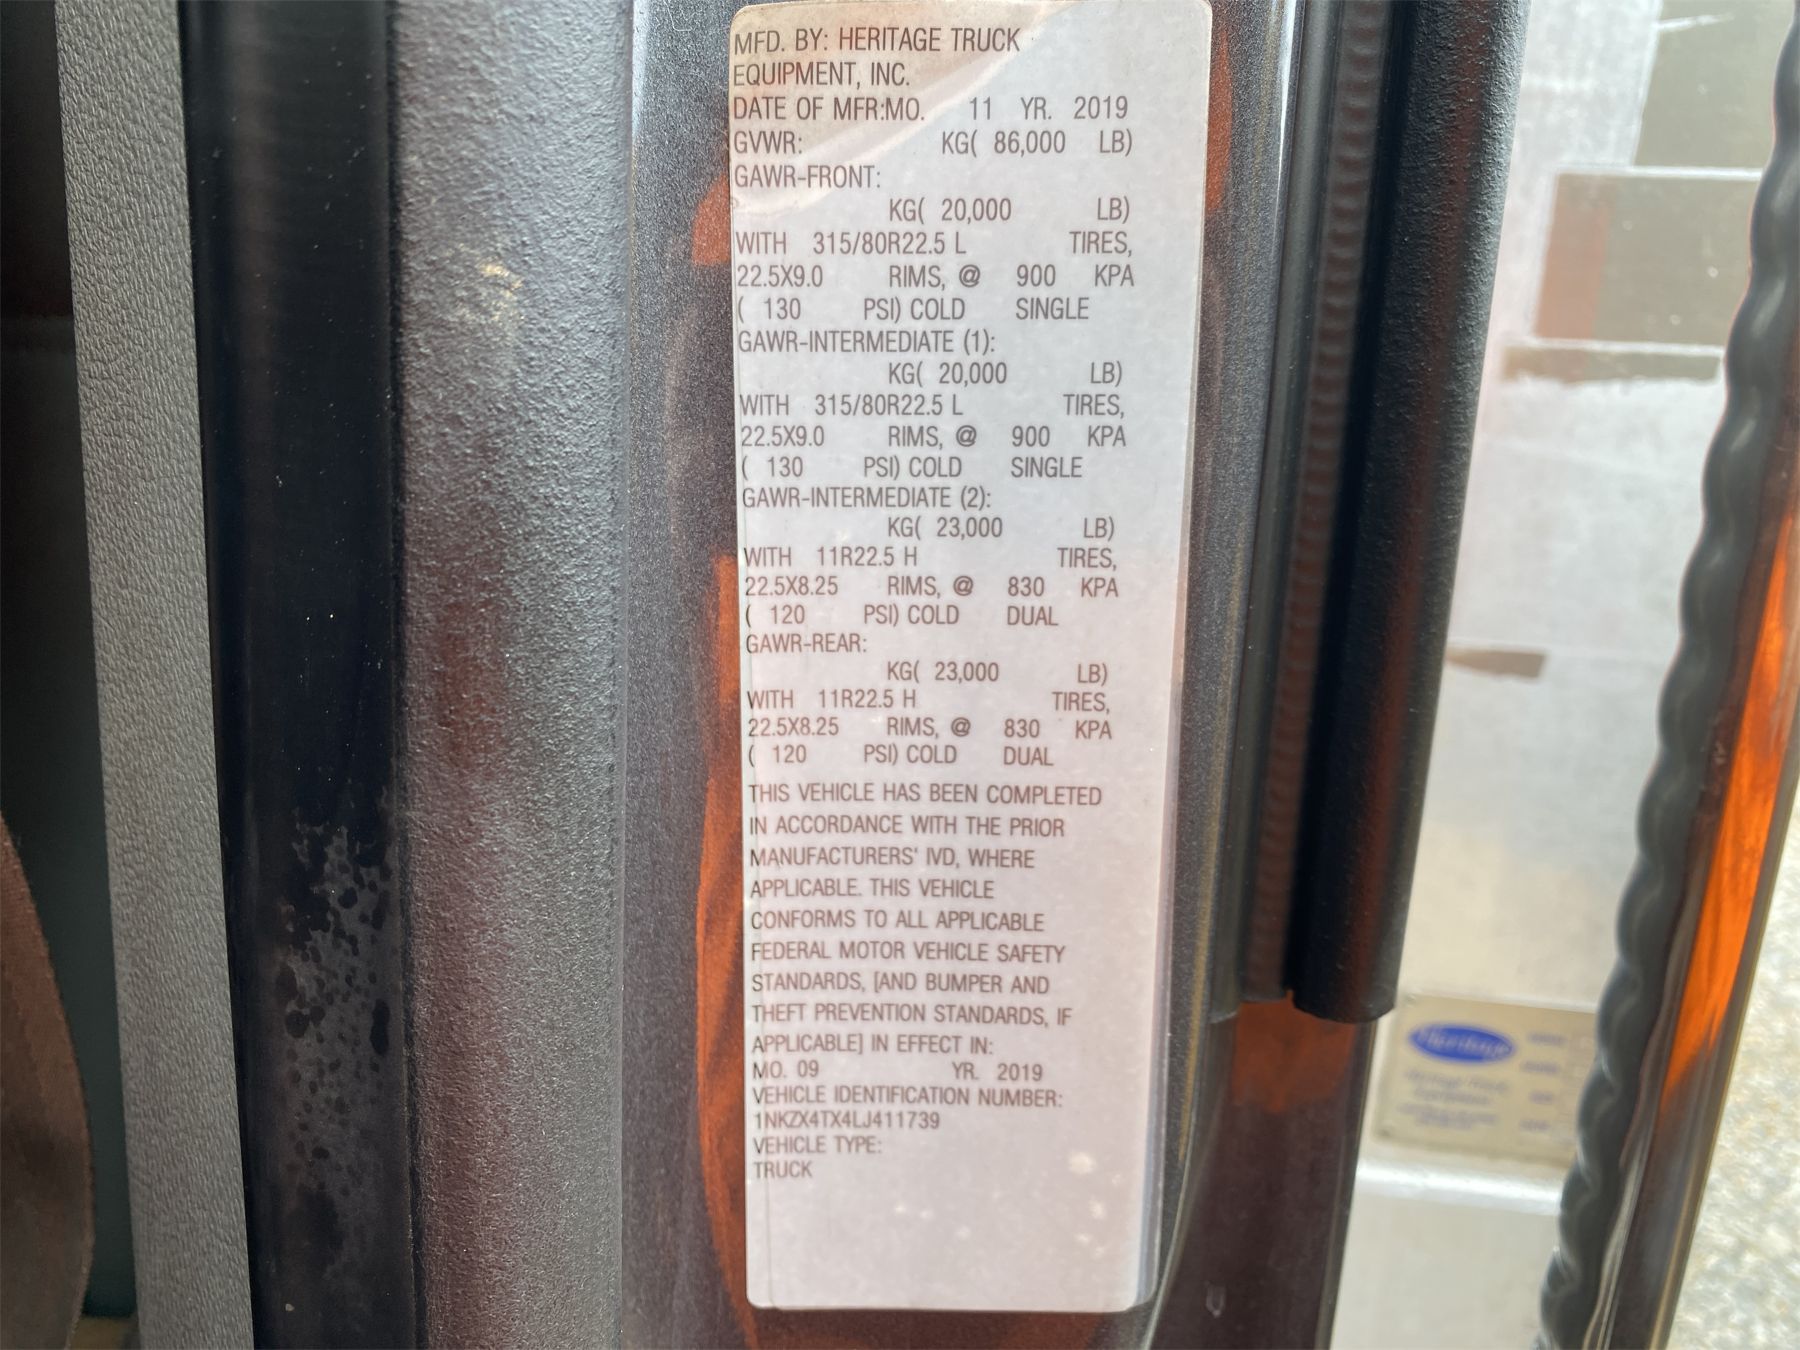 MFD. BY: HERITAGE TRUCK
EQUIPMENT, INC.
DATE OF MFR:MO. 11 YR. 2019
GVWR: KG( 86,000 LB)
GAWR-FRONT:
KG( 20,000 LB)
WITH 315/80R22.5 L TIRES,
22.5X9.0 RIMS, @ 900 KPA
( 130 PSI) COLD SINGLE
GAWR-INTERMEDIATE (1):
KG( 20,000 LB)
WITH 315/80R22.5 L TIRES,
22.5X9.0 RIMS, @ 900 KPA
( 130 PSI) COLD SINGLE
GAWR-INTERMEDIATE (2):
KG( 23,000 LB)
WITH 11R22.5 H TIRES,
22.5X8.25 RIMS, @ 830 KPA
( 120 PSI) COLD DUAL
GAWR-REAR:
KG( 23,000 LB)
WITH 11R22.5 H TIRES,
22.5X8.25 RIMS, @ 830 KPA
( 120 PSI) COLD DUAL
THIS VEHICLE HAS BEEN COMPLETED
IN ACCORDANCE WITH THE PRIOR
MANUFACTURERS' IVD, WHERE
APPLICABLE. THIS VEHICLE
CONFORMS TO ALL APPLICABLE
FEDERAL MOTOR VEHICLE SAFETY
STANDARDS, [AND BUMPER AND
THEFT PREVENTION STANDARDS, IF
APPLICABLE] IN EFFECT IN:
MO. 09 YR. 2019
VEHICLE IDENTIFICATION NUMBER:
1NKZX4TX4LJ411739
VEHICLE TYPE:
TRUCK
Heritage